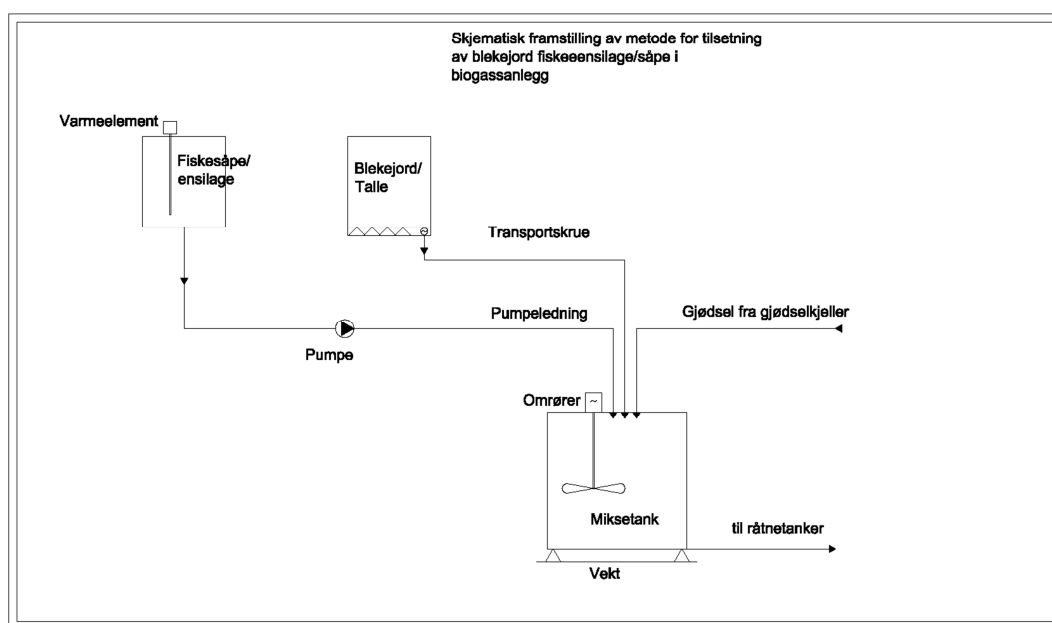 Skjematisk framstilling av metode for tilsetning
av blekejord fiskeeensilage/såpe i
biogassanlegg
Varmeelement
Fiskesåpe/
ensilage
Blekejord/
Talle
Transportskrue
Pumpeledning
Gjødsel fra gjødselkjeller
Pumpe
Omrører
~
Miksetank
til råtnetanker
Vekt